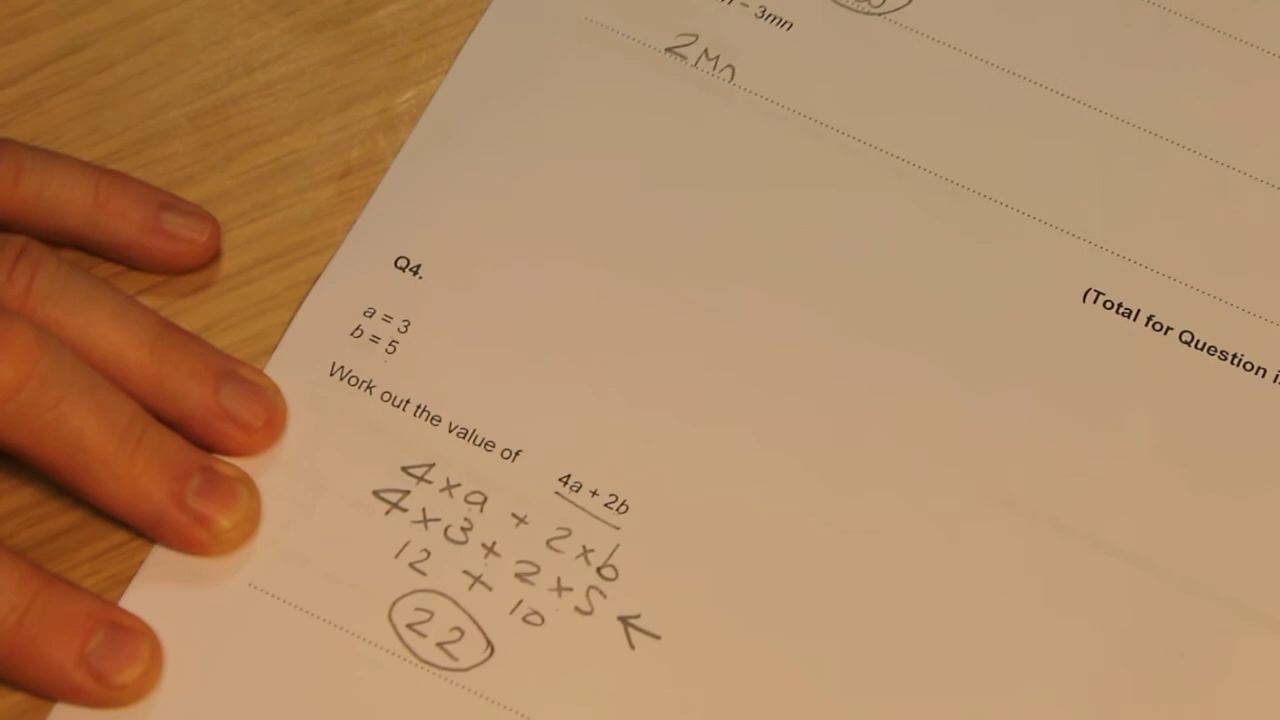 - 3mn
2mn
(Total for Question
Q4.
a = 3
b = 5
Work out the value of 4a + 2b
4×a + 2×b
4×3 + 2×5 ←
12 + 10
22